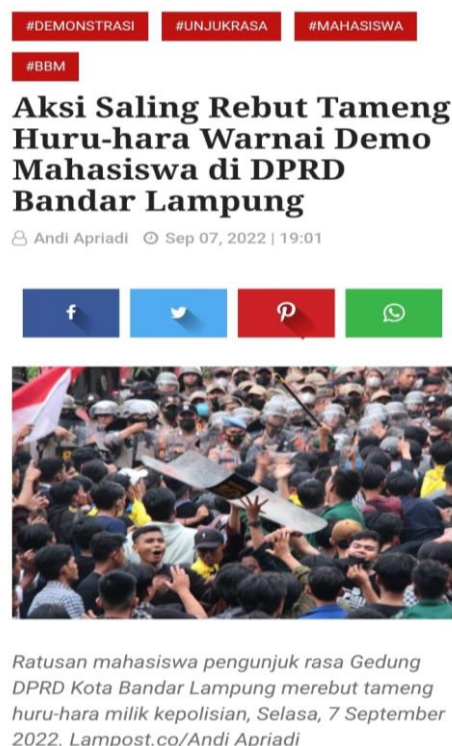 #DEMONSTRASI #UNJUKRASA #MAHASISWA
#BBM
Aksi Saling Rebut Tameng
Huru-hara Warnai Demo
Mahasiswa di DPRD
Bandar Lampung
Andi Apriadi Sep 07, 2022 | 19:01
Ratusan mahasiswa pengunjuk rasa Gedung
DPRD Kota Bandar Lampung merebut tameng
huru-hara milik kepolisian, Selasa, 7 September
2022. Lampost.co/Andi Apriadi